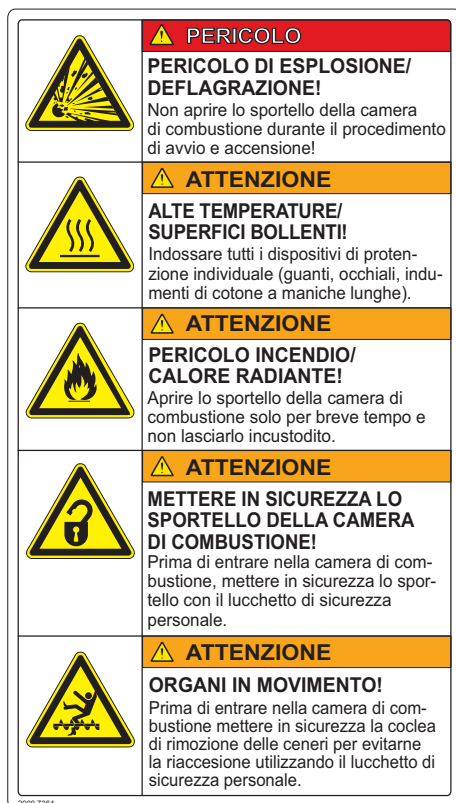 PERICOLO
PERICOLO DI ESPLOSIONE/
DEFLAGRAZIONE!
Non aprire lo sportello della camera
di combustione durante il procedimento
di avvio e accensione!
ATTENZIONE
ALTE TEMPERATURE/
SUPERFICI BOLLENTI!
Indossare tutti i dispositivi di proten-
zione individuale (guanti, occhiali, indu-
menti di cotone a maniche lunghe).
ATTENZIONE
PERICOLO INCENDIO/
CALORE RADIANTE!
Aprire lo sportello della camera di
combustione solo per breve tempo e
non lasciarlo incustodito.
ATTENZIONE
METTERE IN SICUREZZA LO
SPORTELLO DELLA CAMERA
DI COMBUSTIONE!
Prima di entrare nella camera di com-
bustione, mettere in sicurezza lo spor-
tello con il lucchetto di sicurezza
personale.
ATTENZIONE
ORGANI IN MOVIMENTO!
Prima di entrare nella camera di com-
bustione mettere in sicurezza la coclea
di rimozione delle ceneri per evitarne
la riaccesione utilizzando il lucchetto di
sicurezza personale.